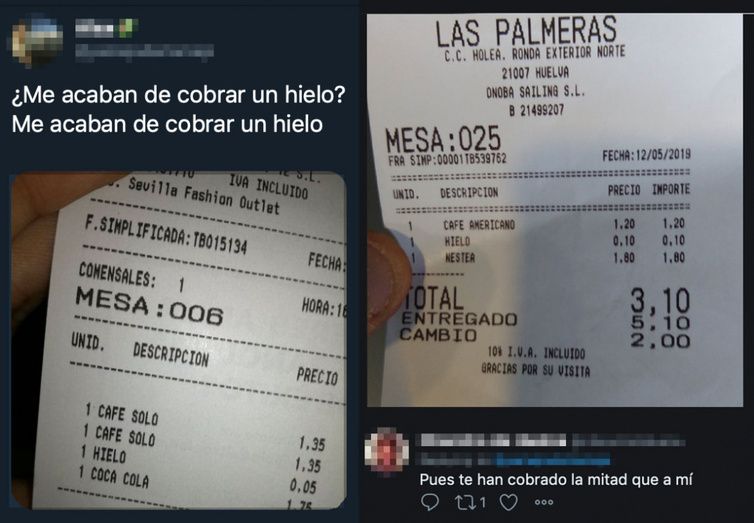 ¿Me acaban de cobrar un hielo?
Me acaban de cobrar un hielo
S.L.
IVA INCLUIDO
Sevilla Fashion Outlet
F.SIMPLIFICADA:TB015134
FECHA:
COMENSALES: 1
HORA:16
MESA:006
UNID. DESCRIPCION PRECIO
1 CAFE SOLO 1,35
1 CAFE SOLO 1,35
1 HIELO 0,05
1 COCA COLA 1,75
LAS PALMERAS
C.C. HOLEA. RONDA EXTERIOR NORTE
21007 HUELVA
ONOBA SAILING S.L.
B 21499207
MESA:025
FRA SIMP:00001TB539762 FECHA:12/05/2019
UNID. DESCRIPCION PRECIO IMPORTE
1 CAFE AMERICANO 1,20 1,20
1 HIELO 0,10 0,10
1 NESTEA 1,80 1,80
TOTAL 3,10
ENTREGADO 5,10
CAMBIO 2,00
10% I.V.A. INCLUIDO
GRACIAS POR SU VISITA
Pues te han cobrado la mitad que a mí
1